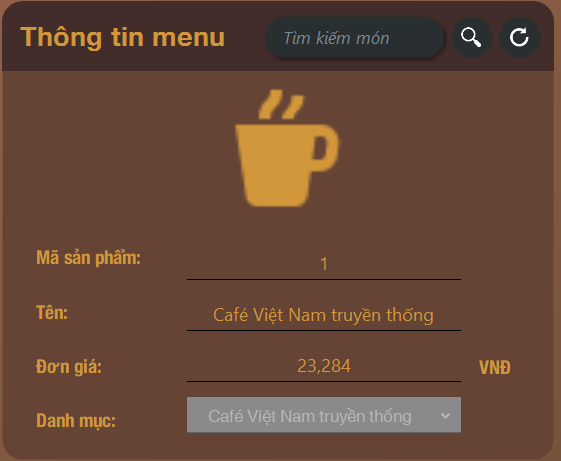 Thông tin menu
Tìm kiếm món
Mã sản phẩm:
1
Tên:
Café Việt Nam truyền thống
Đơn giá:
23,284
VNĐ
Danh mục:
Café Việt Nam truyền thống